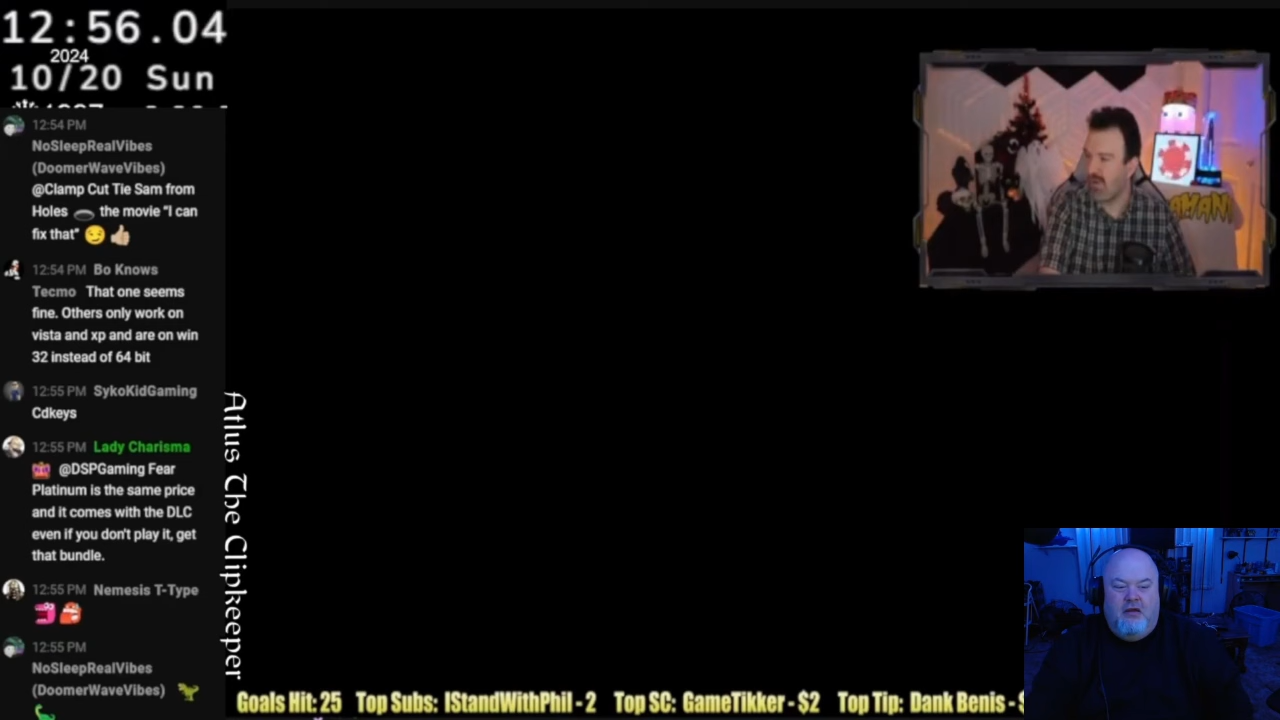 12:56.04
2024
10/20 Sun
12:54 PM
NoSleepRealVibes
(DoomerWaveVibes)
@Clamp Cut Tie Sam from
Holes 🕳️ the movie "I can
fix that" 😏 👍🏼
12:54 PM Bo Knows
Tecmo That one seems
fine. Others only work on
vista and xp and are on win
32 instead of 64 bit
12:55 PM SykoKidGaming
Cdkeys
12:55 PM Lady Charisma
@DSPGaming Fear
Platinum is the same price
and it comes with the DLC
even if you don't play it, get
that bundle.
12:55 PM Nemesis T-Type
12:55 PM
NoSleepRealVibes
(DoomerWaveVibes) 🦖
🦕
Atlus The Clipkeeper
AMAN
Goals Hit: 25 Top Subs: IStandWithPhil - 2 Top SC: GameTikker - $2 Top Tip: Dank Benis -